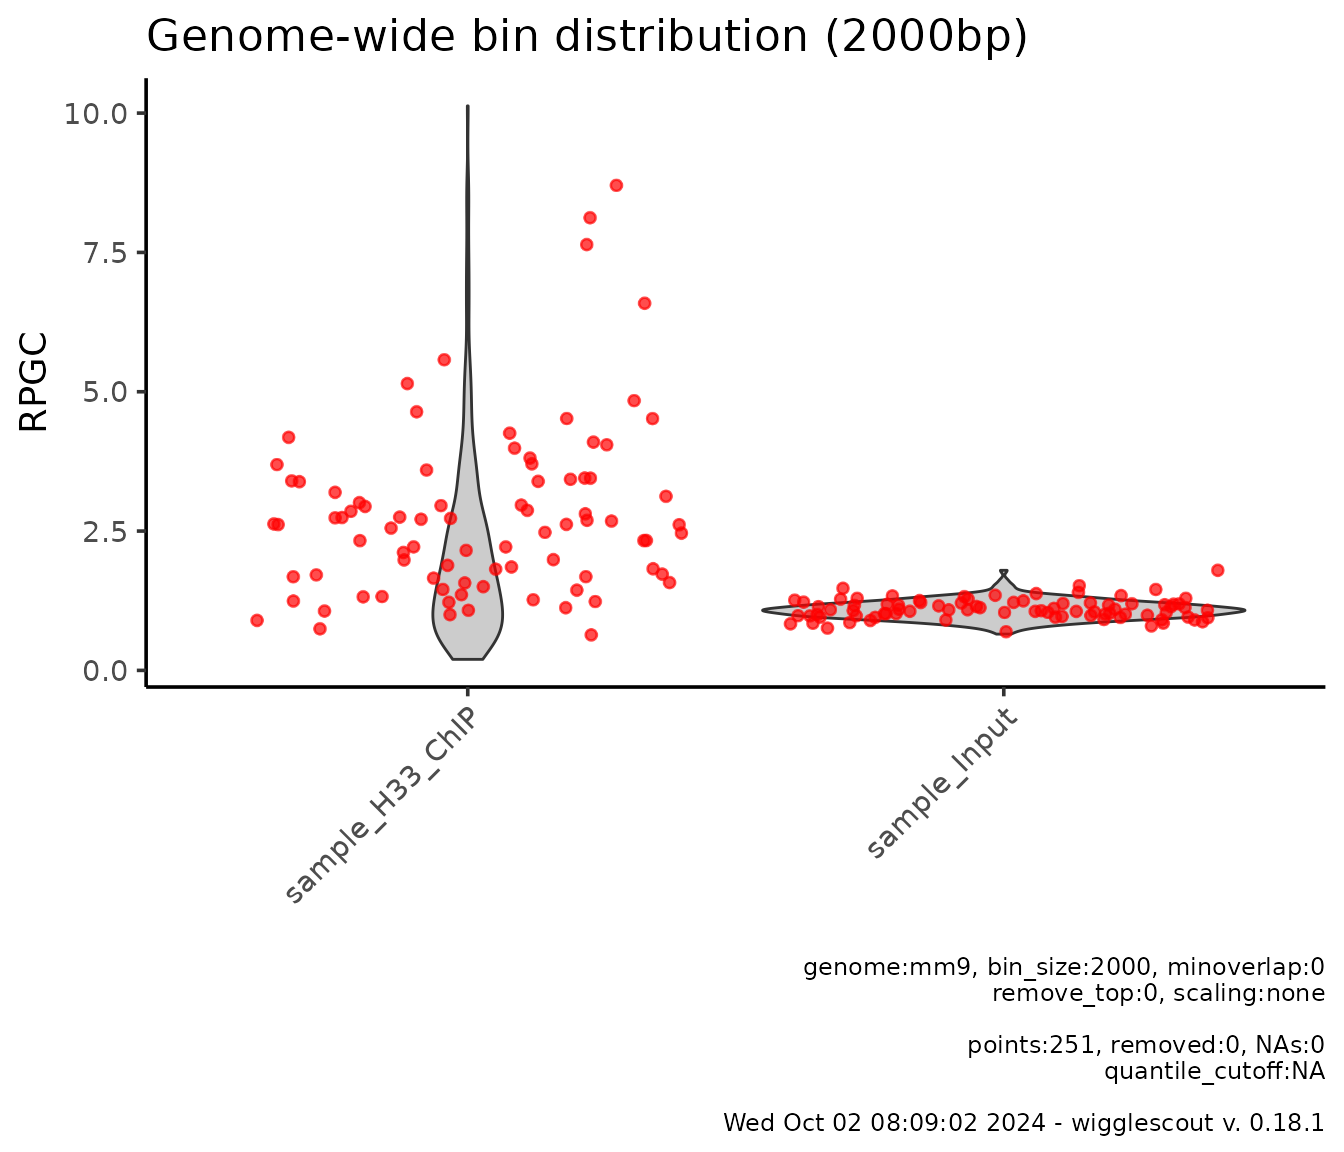 Genome-wide bin distribution (2000bp)
RPGC
10.0
7.5
5.0
2.5
0.0
sample_H33_ChIP
sample_Input
genome:mm9, bin_size:2000, minoverlap:0
remove_top:0, scaling:none
points:251, removed:0, NAs:0
quantile_cutoff:NA
Wed Oct 02 08:09:02 2024 - wigglescout v. 0.18.1